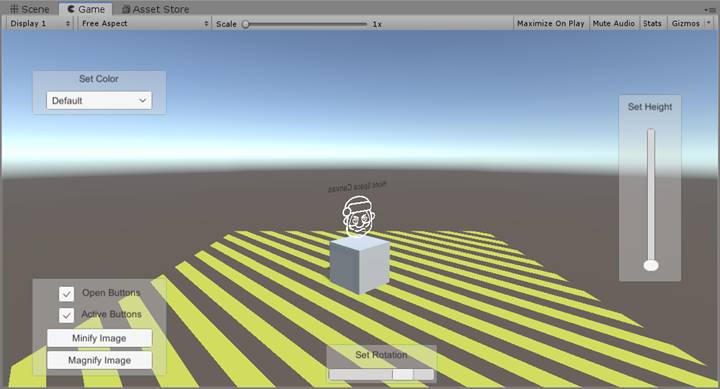 Scene Game Asset Store
Display 1 Free Aspect Scale 1x Maximize On Play Mute Audio Stats Gizmos
Set Color
Default
Set Height
Space Canvas
Open Buttons
Active Buttons
Minify Image
Magnify Image
Set Rotation